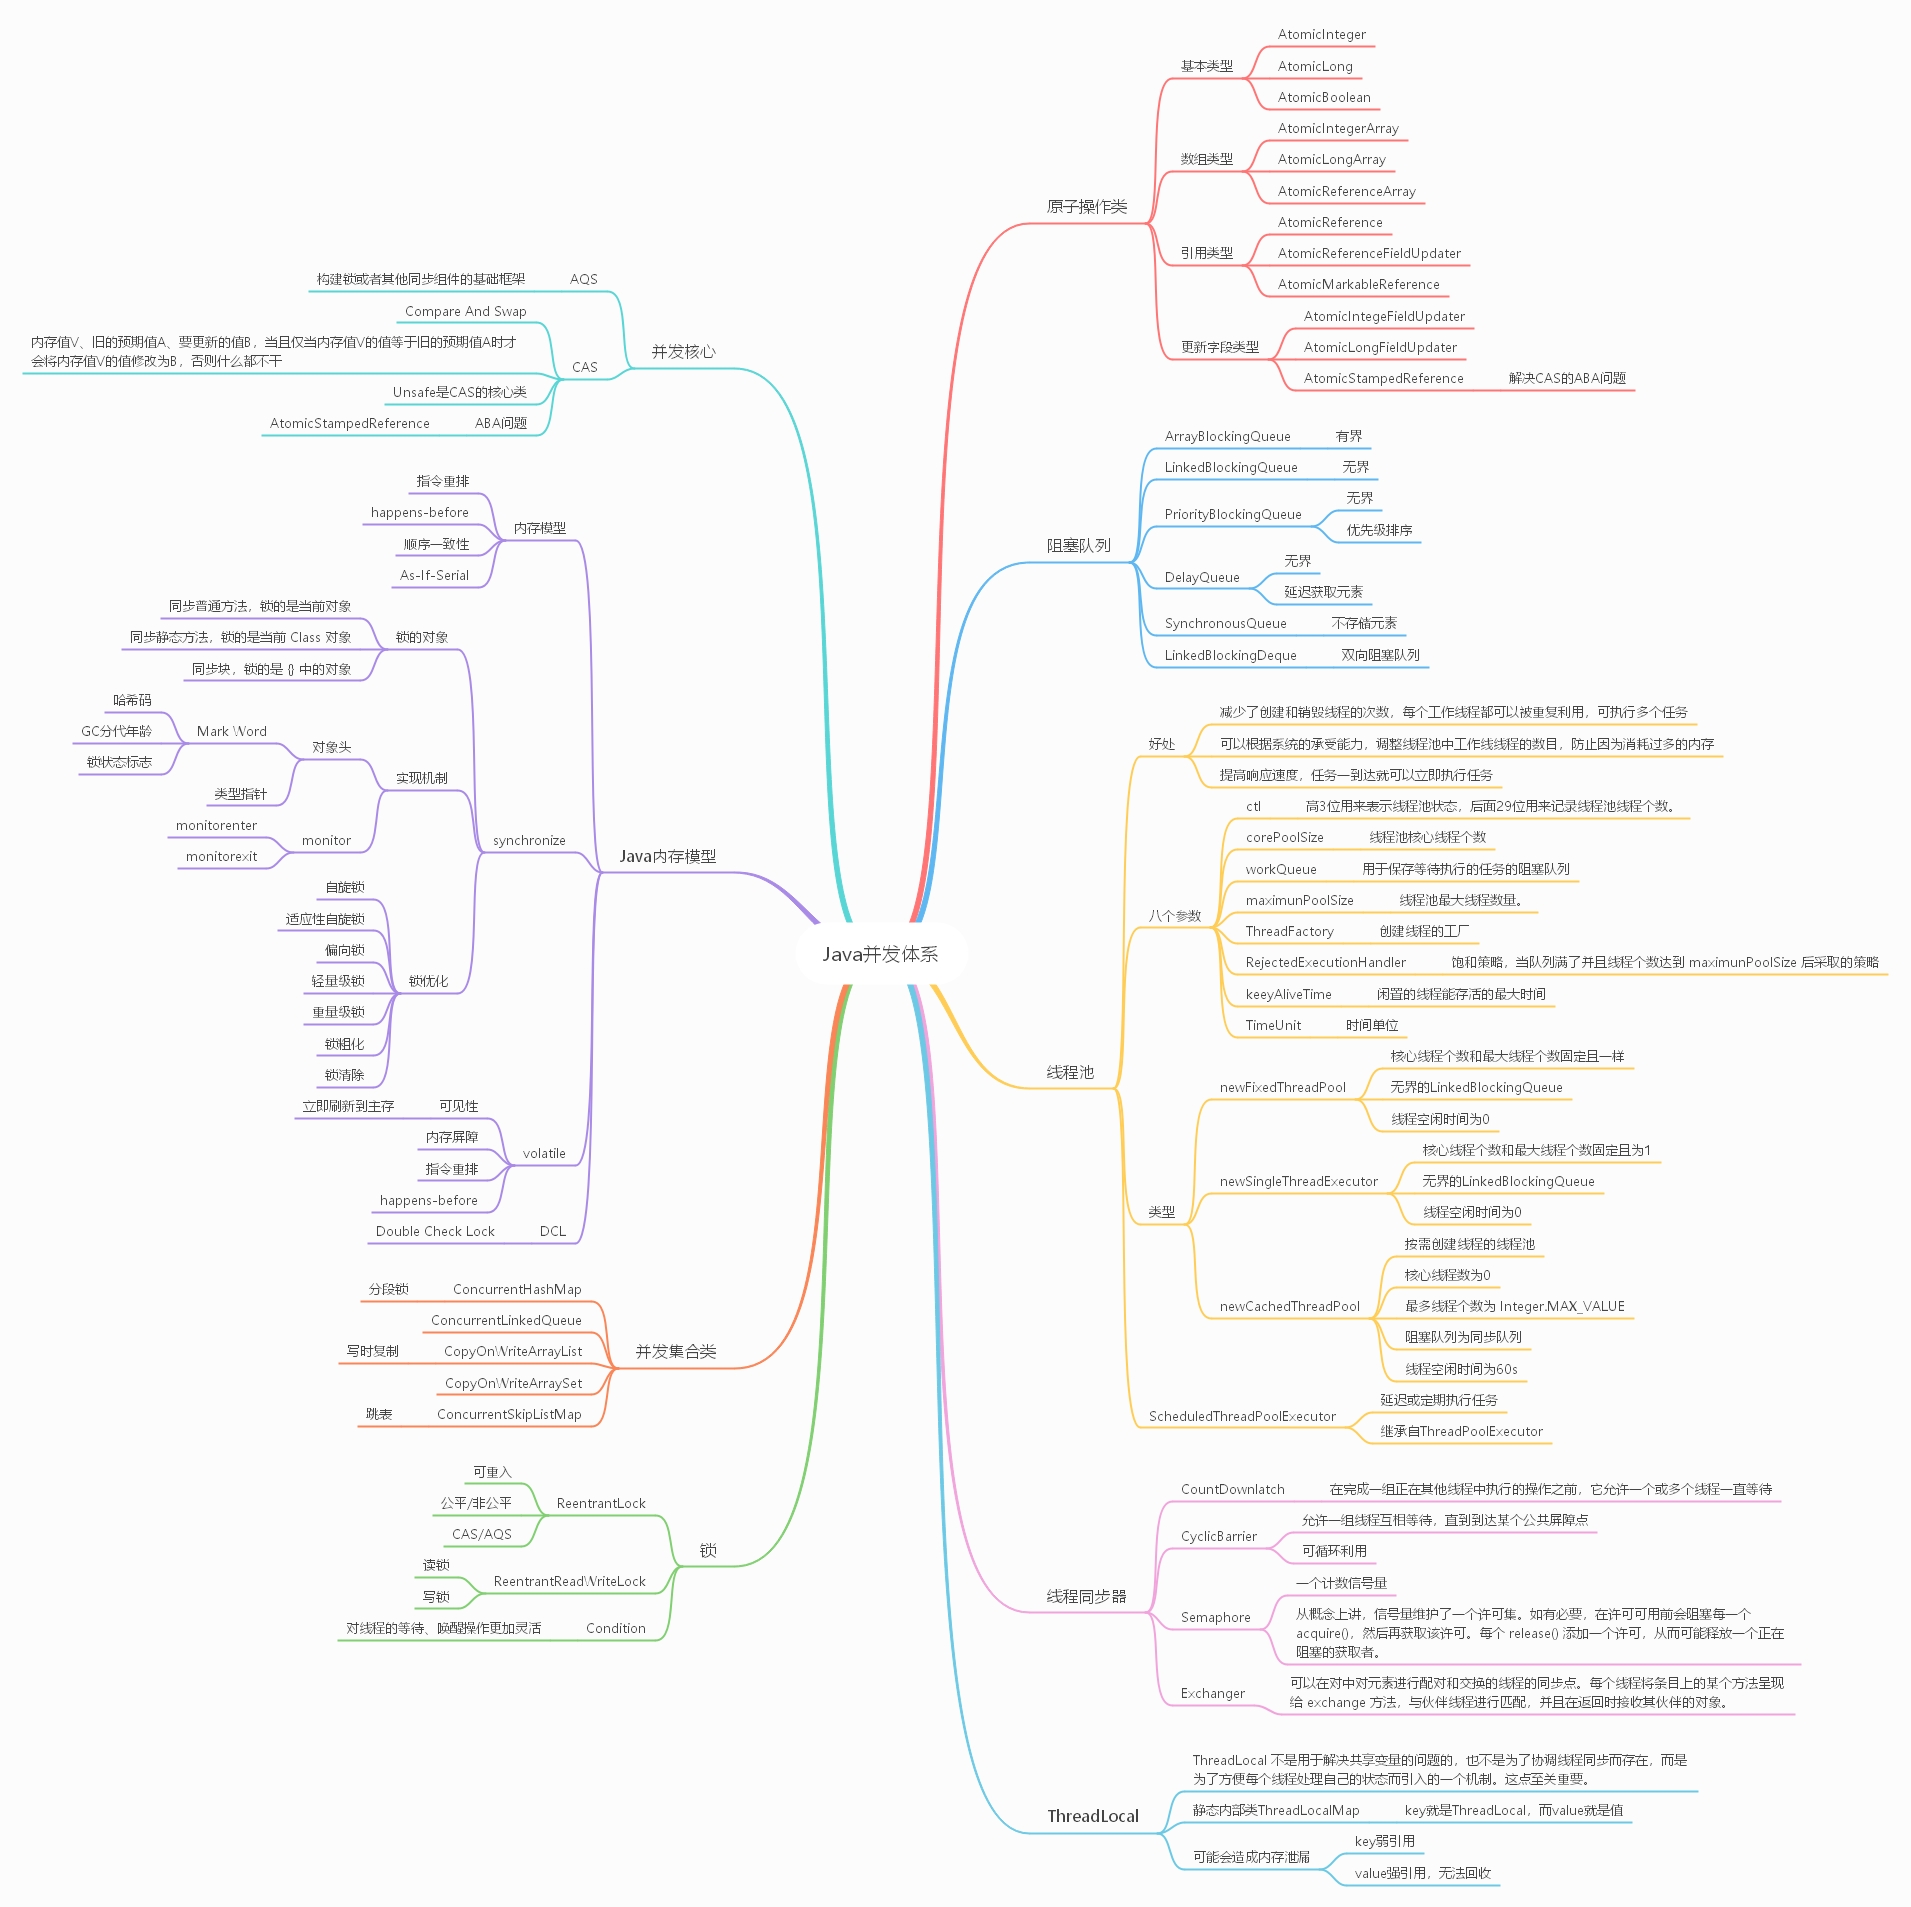 Java并发体系
原子操作类
基本类型
AtomicInteger
AtomicLong
AtomicBoolean
数组类型
AtomicIntegerArray
AtomicLongArray
AtomicReferenceArray
引用类型
AtomicReference
AtomicReferenceFieldUpdater
AtomicMarkableReference
更新字段类型
AtomicIntegeFieldUpdater
AtomicLongFieldUpdater
AtomicStampedReference
解决CAS的ABA问题
阻塞队列
ArrayBlockingQueue
有界
LinkedBlockingQueue
无界
PriorityBlockingQueue
无界
优先级排序
DelayQueue
无界
延迟获取元素
SynchronousQueue
不存储元素
LinkedBlockingDeque
双向阻塞队列
线程池
好处
减少了创建和销毁线程的次数，每个工作线程都可以被重复利用，可执行多个任务
可以根据系统的承受能力，调整线程池中工作线线程的数目，防止因为消耗过多的内存
提高响应速度，任务一到达就可以立即执行任务
八个参数
ctl
高3位用来表示线程池状态，后面29位用来记录线程池线程个数。
corePoolSize
线程池核心线程个数
workQueue
用于保存等待执行的任务的阻塞队列
maximunPoolSize
线程池最大线程数量。
ThreadFactory
创建线程的工厂
RejectedExecutionHandler
饱和策略，当队列满了并且线程个数达到 maximunPoolSize 后采取的策略
keeyAliveTime
闲置的线程能存活的最大时间
TimeUnit
时间单位
类型
newFixedThreadPool
核心线程个数和最大线程个数固定且一样
无界的LinkedBlockingQueue
线程空闲时间为0
newSingleThreadExecutor
核心线程个数和最大线程个数固定且为1
无界的LinkedBlockingQueue
线程空闲时间为0
newCachedThreadPool
按需创建线程的线程池
核心线程数为0
最多线程个数为 Integer.MAX_VALUE
阻塞队列为同步队列
线程空闲时间为60s
ScheduledThreadPoolExecutor
延迟或定期执行任务
继承自ThreadPoolExecutor
线程同步器
CountDownlatch
在完成一组正在其他线程中执行的操作之前，它允许一个或多个线程一直等待
CyclicBarrier
允许一组线程互相等待，直到到达某个公共屏障点
可循环利用
Semaphore
一个计数信号量
从概念上讲，信号量维护了一个许可集。如有必要，在许可可用前会阻塞每一个
acquire()，然后再获取该许可。每个 release() 添加一个许可，从而可能释放一个正在
阻塞的获取者。
Exchanger
可以在对中对元素进行配对和交换的线程的同步点。每个线程将条目上的某个方法呈现
给 exchange 方法，与伙伴线程进行匹配，并且在返回时接收其伙伴的对象。
ThreadLocal
ThreadLocal 不是用于解决共享变量的问题的，也不是为了协调线程同步而存在，而是
为了方便每个线程处理自己的状态而引入的一个机制。这点至关重要。
静态内部类ThreadLocalMap
key就是ThreadLocal，而value就是值
可能会造成内存泄漏
key弱引用
value强引用，无法回收
并发核心
AQS
构建锁或者其他同步组件的基础框架
CAS
Compare And Swap
内存值V、旧的预期值A、要更新的值B，当且仅当内存值V的值等于旧的预期值A时才
会将内存值V的值修改为B，否则什么都不干
Unsafe是CAS的核心类
ABA问题
AtomicStampedReference
Java内存模型
内存模型
指令重排
happens-before
顺序一致性
As-If-Serial
synchronize
锁的对象
同步普通方法，锁的是当前对象
同步静态方法，锁的是当前 Class 对象
同步块，锁的是 {} 中的对象
实现机制
对象头
Mark Word
哈希码
GC分代年龄
锁状态标志
类型指针
monitor
monitorenter
monitorexit
锁优化
自旋锁
适应性自旋锁
偏向锁
轻量级锁
重量级锁
锁粗化
锁清除
volatile
可见性
立即刷新到主存
内存屏障
指令重排
happens-before
DCL
Double Check Lock
并发集合类
ConcurrentHashMap
分段锁
ConcurrentLinkedQueue
CopyOnWriteArrayList
写时复制
CopyOnWriteArraySet
ConcurrentSkipListMap
跳表
锁
ReentrantLock
可重入
公平/非公平
CAS/AQS
ReentrantReadWriteLock
读锁
写锁
Condition
对线程的等待、唤醒操作更加灵活